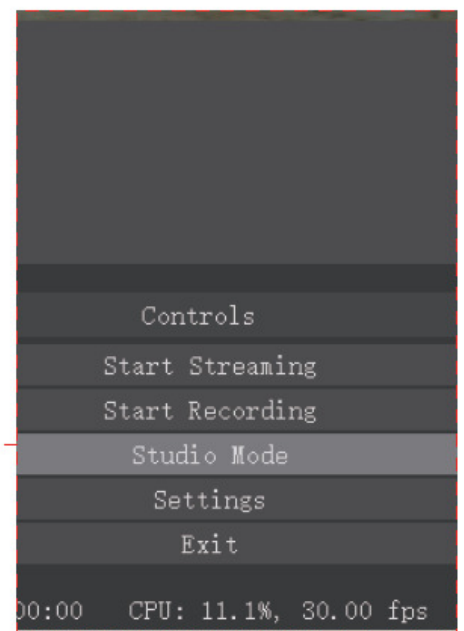 Controls
Start Streaming
Start Recording
Studio Mode
Settings
Exit
00:00 CPU: 11.1%, 30.00 fps